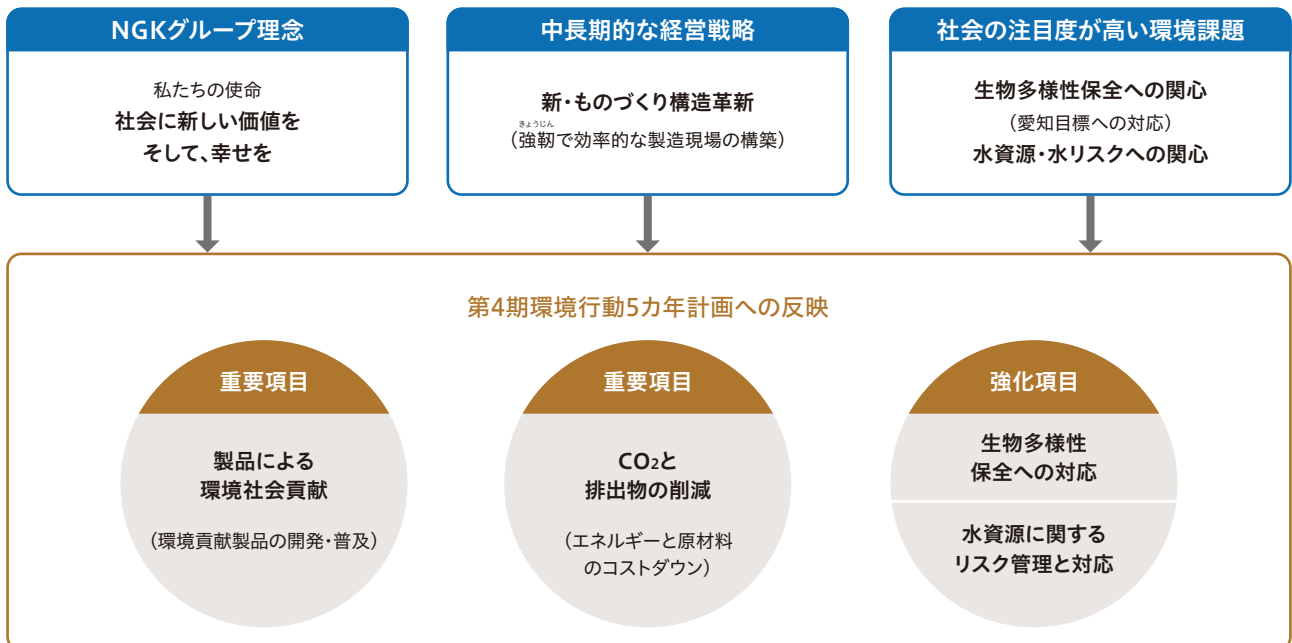 NGKグループ理念
私たちの使命
社会に新しい価値を
そして、幸せを
中長期的な経営戦略
新・ものづくり構造革新
きょうじん
（強靭で効率的な製造現場の構築）
社会の注目度が高い環境課題
生物多様性保全への関心
（愛知目標への対応）
水資源・水リスクへの関心
第4期環境行動5カ年計画への反映
重要項目
製品による
環境社会貢献
（環境貢献製品の開発・普及）
重要項目
CO₂と
排出物の削減
（エネルギーと原材料
のコストダウン）
強化項目
生物多様性
保全への対応
水資源に関する
リスク管理と対応